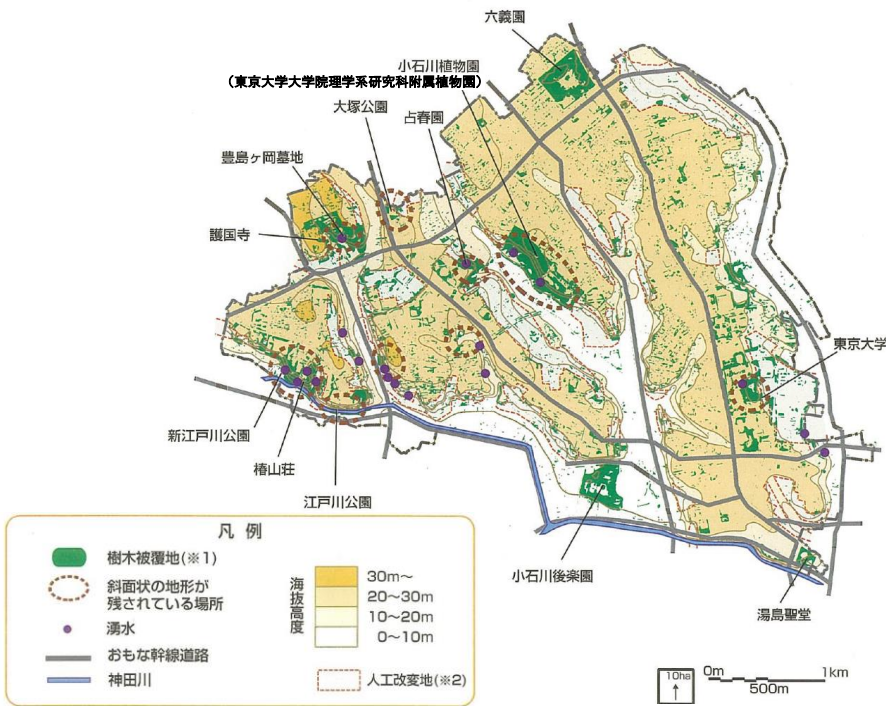 六義園
小石川植物園
（東京大学大学院理学系研究科附属植物園）
大塚公園
占春園
豊島ヶ岡墓地
護国寺
東京大学
新江戸川公園
椿山荘
江戸川公園
小石川後楽園
湯島聖堂
凡 例
樹木被覆地(※1)
斜面状の地形が
残されている場所
湧水
おもな幹線道路
神田川
海抜高度
30m〜
20〜30m
10〜20m
0〜10m
人工改変地(※2)
10ha
↑
0m 1km
500m